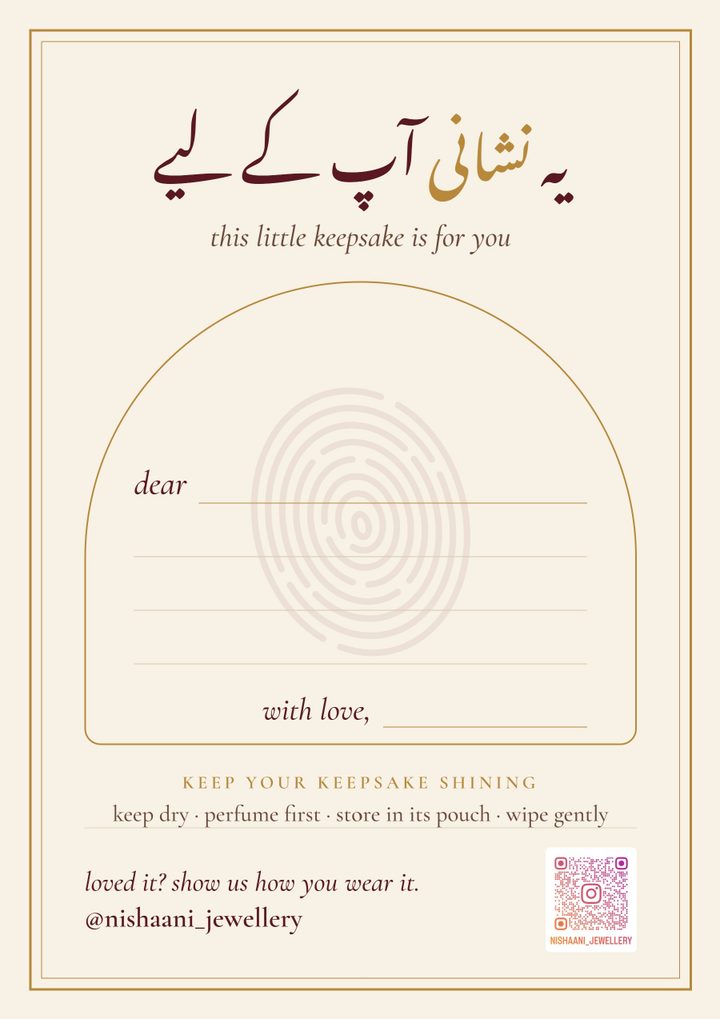 یہ نشانی آپ کے لیے
this little keepsake is for you
dear
with love,
KEEP YOUR KEEPSAKE SHINING
keep dry · perfume first · store in its pouch · wipe gently
loved it? show us how you wear it.
@nishaani_jewellery
NISHAANI_JEWELLERY